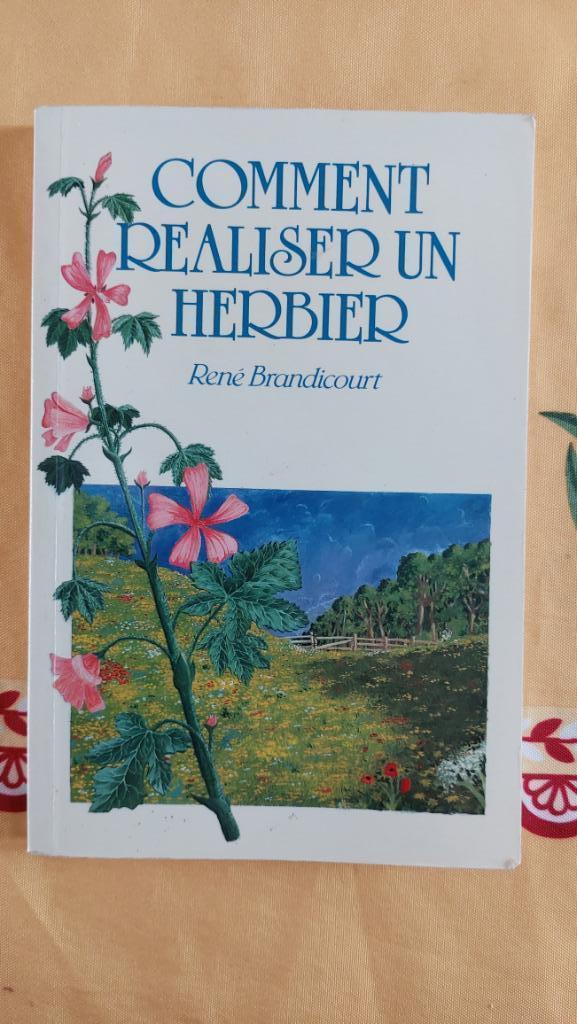 COMMENT
REALISER UN
HERBIER
René Brandicourt